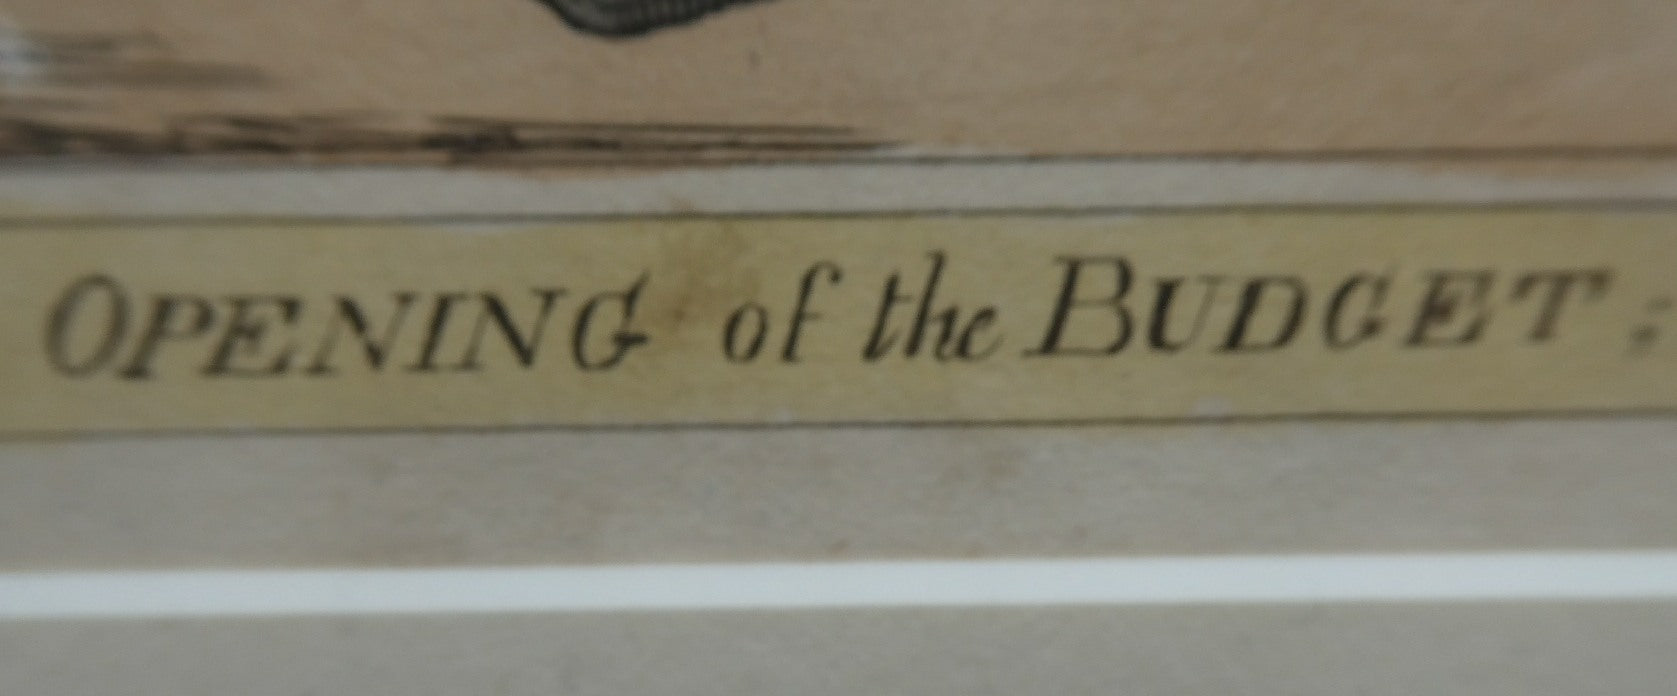 OPENING of the BUDGET;